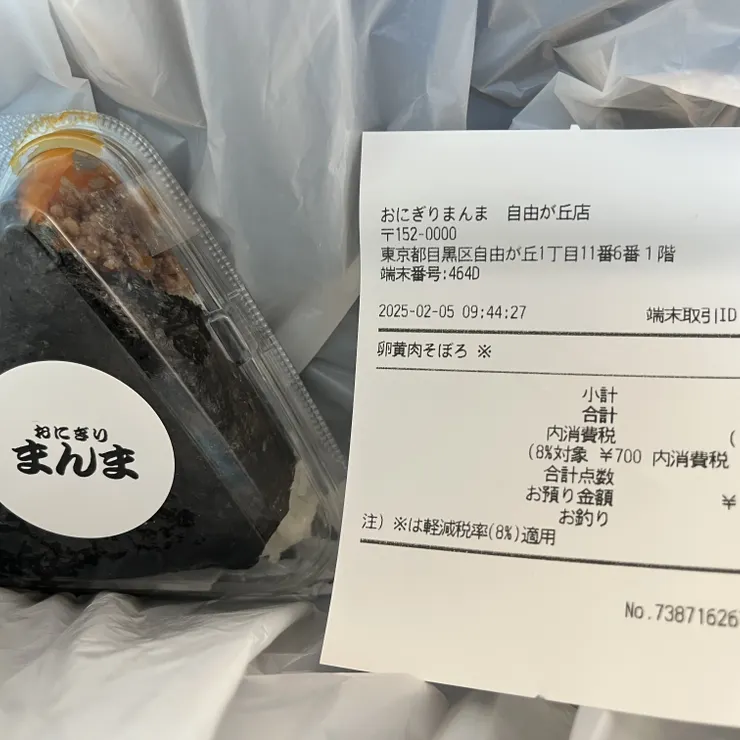 おにぎり
まんま
おにぎりまんま 自由が丘店
〒152-0000
東京都目黒区自由が丘1丁目11番6番1階
端末番号:464D
2025-02-05 09:44:27 端末取引ID
卵黄肉そぼろ ※
小計
合計
内消費税 (
(8%対象 ¥700 内消費税
合計点数
お預り金額 ¥
お釣り
注) ※は軽減税率(8%)適用
No.73871626